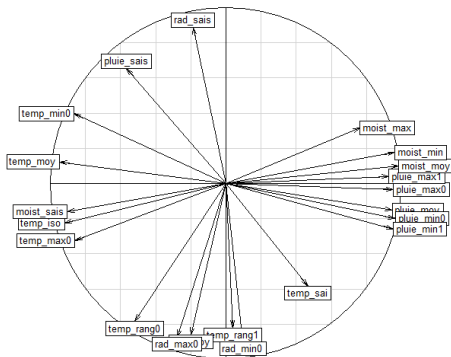 rad_sais
pluie_sais
temp_min0
moist_max
moist_min
temp_moy
moist_moy
pluie_max1
pluie_max0
moist_sais
pluie_moy
pluie_min0
temp_iso
pluie_min1
temp_max0
temp_sai
temp_rang0
temp_rang1
rad_max0
rad_min0